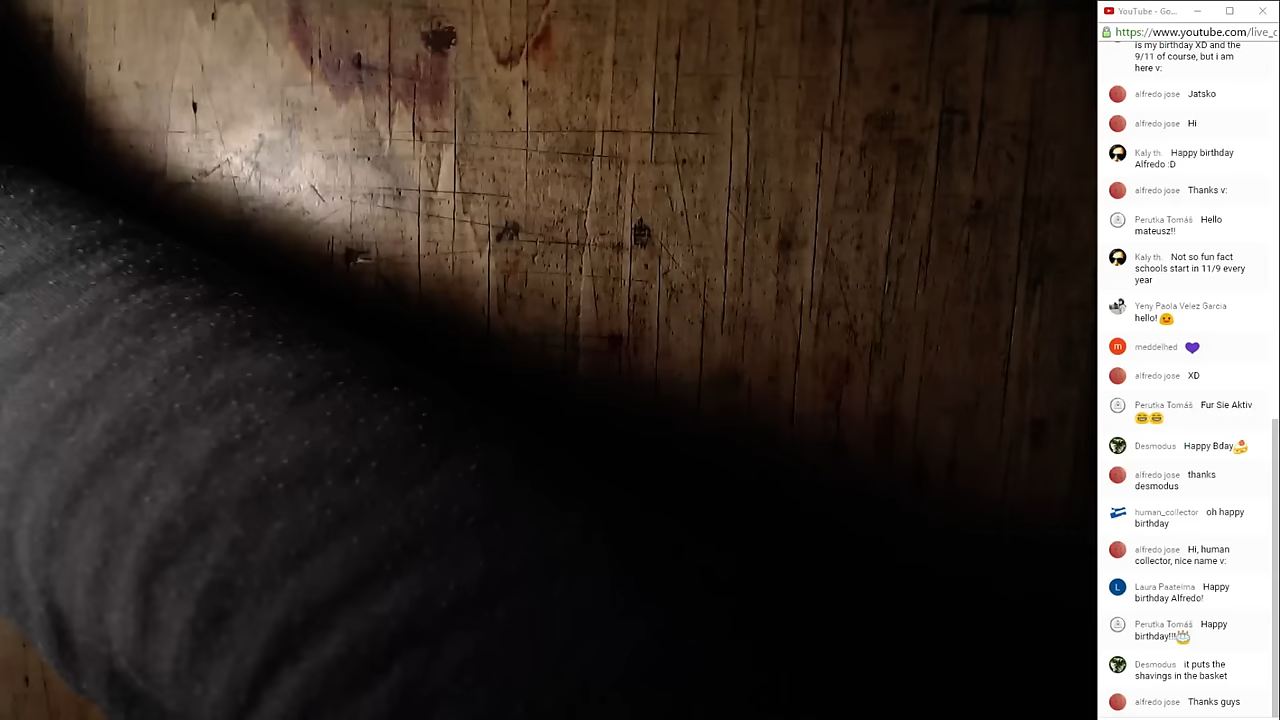 YouTube - Go...
https://www.youtube.com/live_c
is my birthday XD and the
9/11 of course, but i am
here v:
alfredo jose Jatsko
alfredo jose Hi
Kaly th. Happy birthday
Alfredo :D
alfredo jose Thanks v:
Perutka Tomáš Hello
mateusz!!
Kaly th. Not so fun fact
schools start in 11/9 every
year
Yeny Paola Velez Garcia
hello!
m meddelhed
alfredo jose XD
Perutka Tomáš Fur Sie Aktiv
Desmodus Happy Bday
alfredo jose thanks
desmodus
human_collector oh happy
birthday
alfredo jose Hi, human
collector, nice name v:
L Laura Paatelma Happy
birthday Alfredo!
Perutka Tomáš Happy
birthday!!!
Desmodus it puts the
shavings in the basket
alfredo jose Thanks guys